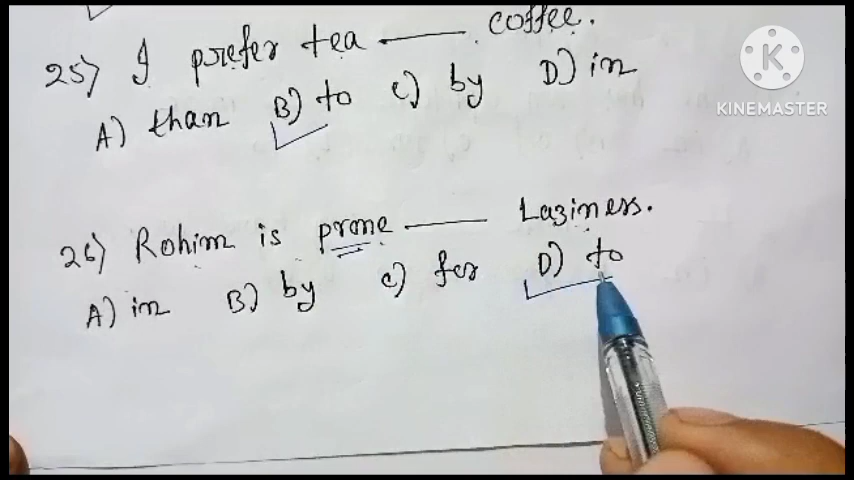 25) I prefer tea —— coffee.
A) than B) to C) by D) in
KINEMASTER
26) Rohim is prone —— Laziness.
A) in B) by C) for D) to